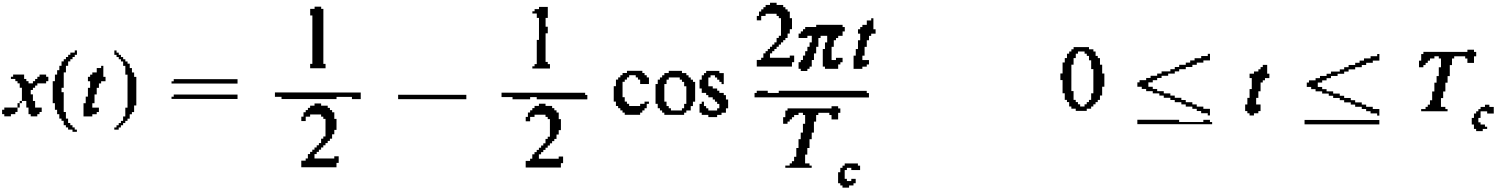 x(t) = 1/2 − 1/2 cos 2πt/T_c 0 ≤ t ≤ T_c